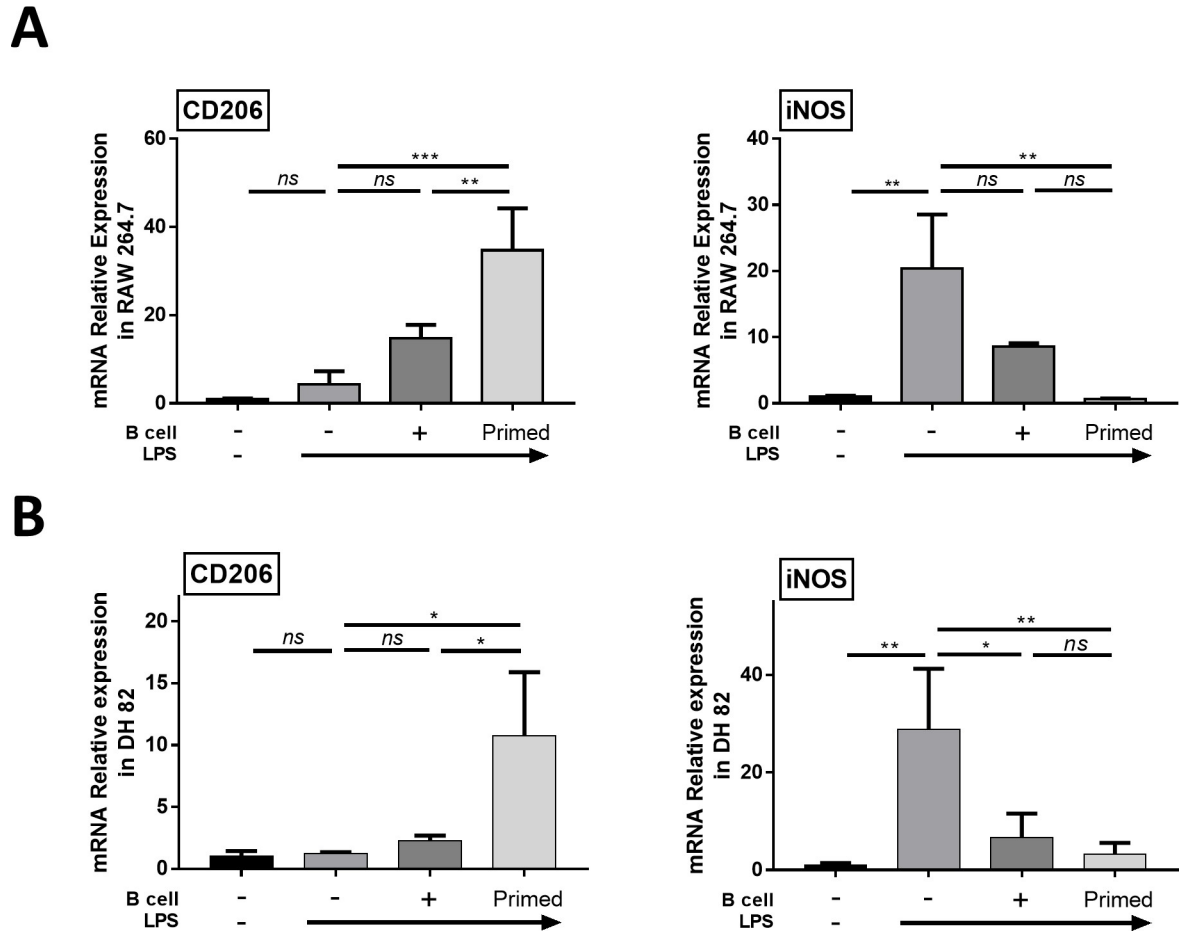 A
CD206
mRNA Relative Expression
in RAW 264.7
60
40
20
0
ns
ns
***
**
B cell - - + Primed
LPS -
iNOS
mRNA Relative Expression
in RAW 264.7
40
30
20
10
0
**
ns
**
ns
B cell - - + Primed
LPS -
B
CD206
mRNA Relative expression
in DH 82
20
15
10
5
0
ns
ns
*
*
B cell - - + Primed
LPS -
iNOS
mRNA Relative expression
in DH 82
40
20
0
**
*
**
ns
B cell - - + Primed
LPS -